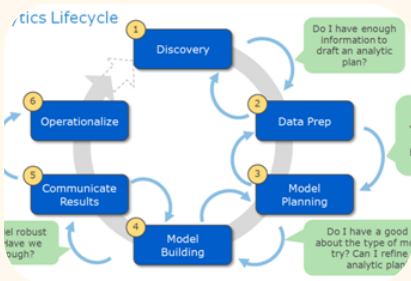 ytics Lifecycle
1
Discovery
Do I have enough
information to
draft an analytic
plan?
6
Operationalize
2
Data Prep
5
Communicate
Results
3
Model
Planning
4
Model
Building
el robust
Have we
ough?
Do I have a good
about the type of mo
try? Can I refine
analytic plan